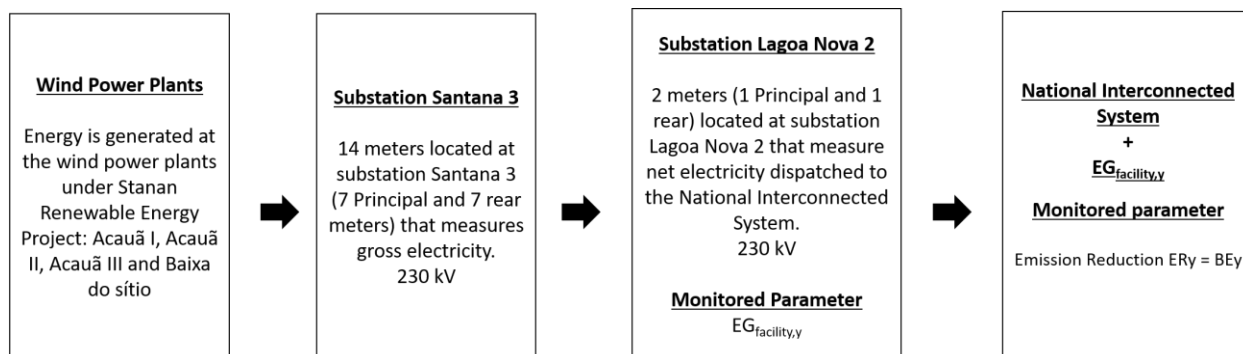 Wind Power Plants
Energy is generated at
the wind power plants
under Stanan
Renewable Energy
Project: Acauã I, Acauã
II, Acauã III and Baixa
do sítio
Substation Santana 3
14 meters located at
substation Santana 3
(7 Principal and 7 rear
meters) that measures
gross electricity.
230 kV
Substation Lagoa Nova 2
2 meters (1 Principal and 1
rear) located at substation
Lagoa Nova 2 that measure
net electricity dispatched to
the National Interconnected
System.
230 kV
Monitored Parameter
EGfacility,y
National Interconnected
System
+
EGfacility,y
Monitored parameter
Emission Reduction ERy = BEy